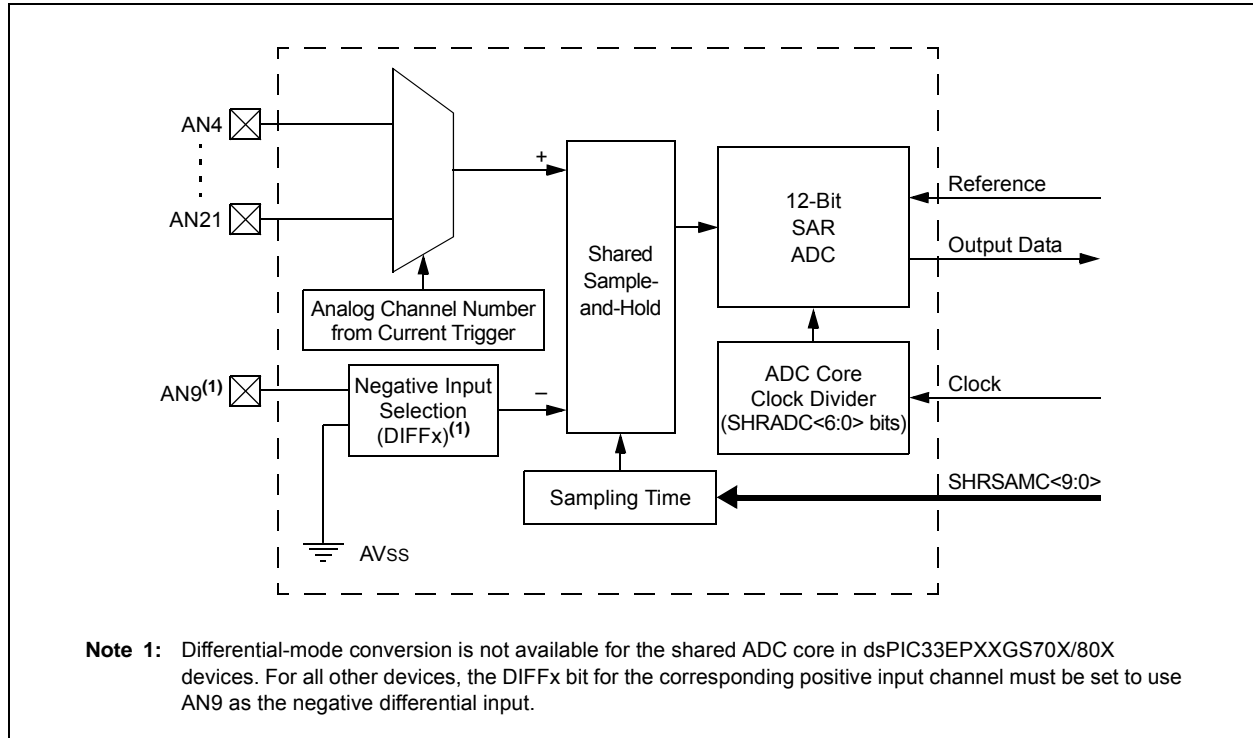 AN4
AN21
+
Analog Channel Number
from Current Trigger
AN9(1)
Negative Input
Selection
(DIFFx)(1)
–
AVSS
Shared
Sample-
and-Hold
Sampling Time
12-Bit
SAR
ADC
ADC Core
Clock Divider
(SHRADC<6:0> bits)
Reference
Output Data
Clock
SHRSAMC<9:0>
Note 1: Differential-mode conversion is not available for the shared ADC core in dsPIC33EPXXGS70X/80X
devices. For all other devices, the DIFFx bit for the corresponding positive input channel must be set to use
AN9 as the negative differential input.